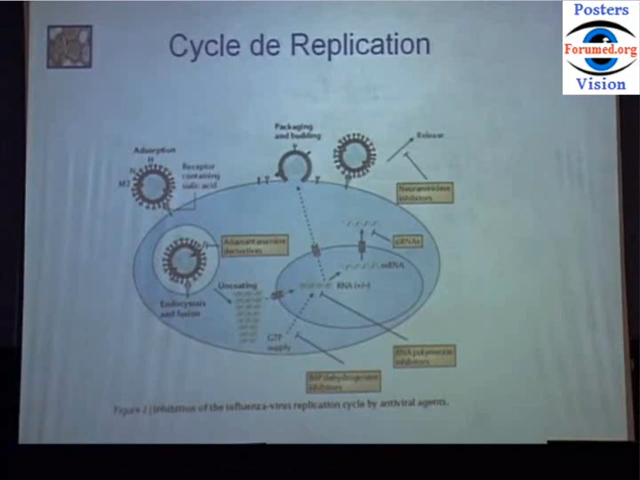 Posters
Forumed.org
Vision
Cycle de Replication
Packaging
and budding
Release
Adsorption
H
N
M2
Receptor
containing
sialic acid
Neuraminidase
inhibitors
Adamantanamine
derivatives
siRNAs
mRNA
Uncoating
RNA (+/-)
Endocytosis
and fusion
GTP
supply
RNA polymerase
inhibitors
IMP dehydrogenase
inhibitors
Figure 2 | Inhibition of the influenza-virus replication cycle by antiviral agents.